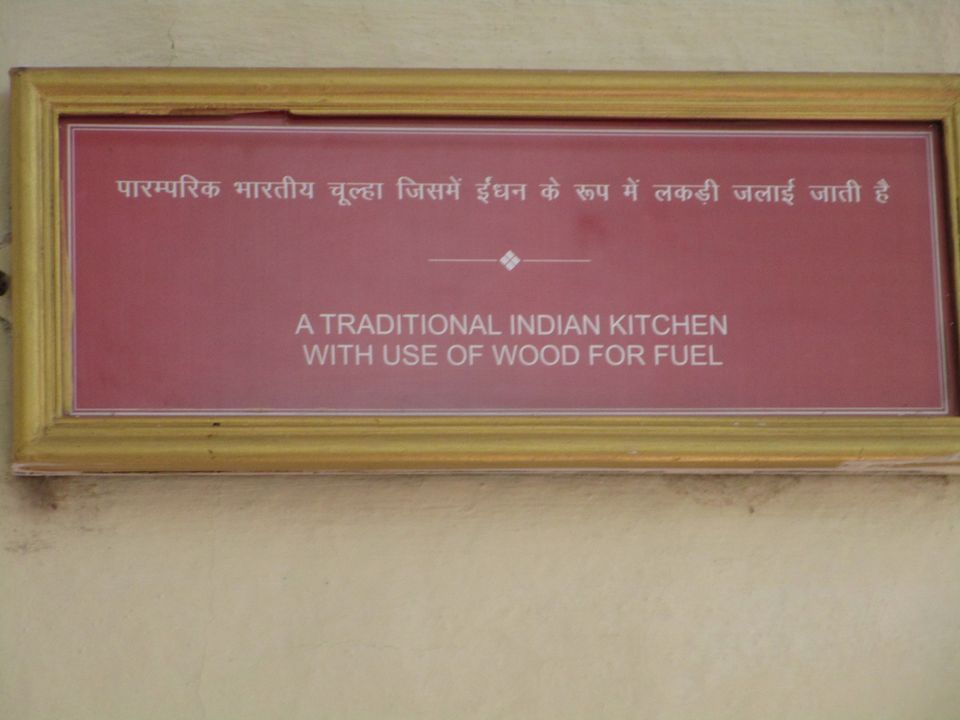 पारम्परिक भारतीय चूल्हा जिसमें ईंधन के रूप में लकड़ी जलाई जाती है
A TRADITIONAL INDIAN KITCHEN
WITH USE OF WOOD FOR FUEL